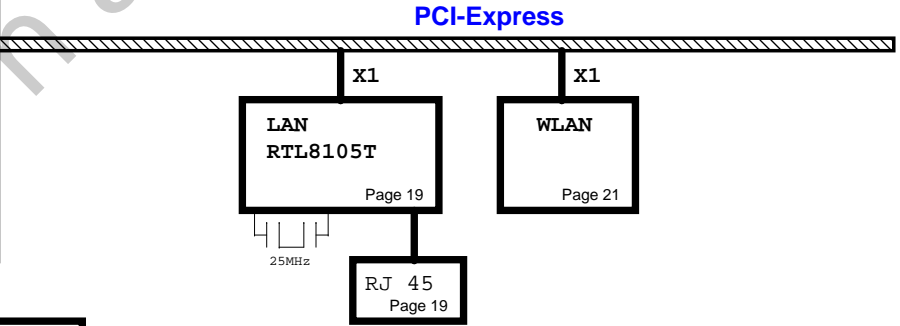 PCI-Express
X1
X1
LAN
RTL8105T
Page 19
WLAN
Page 21
25MHz
RJ 45
Page 19